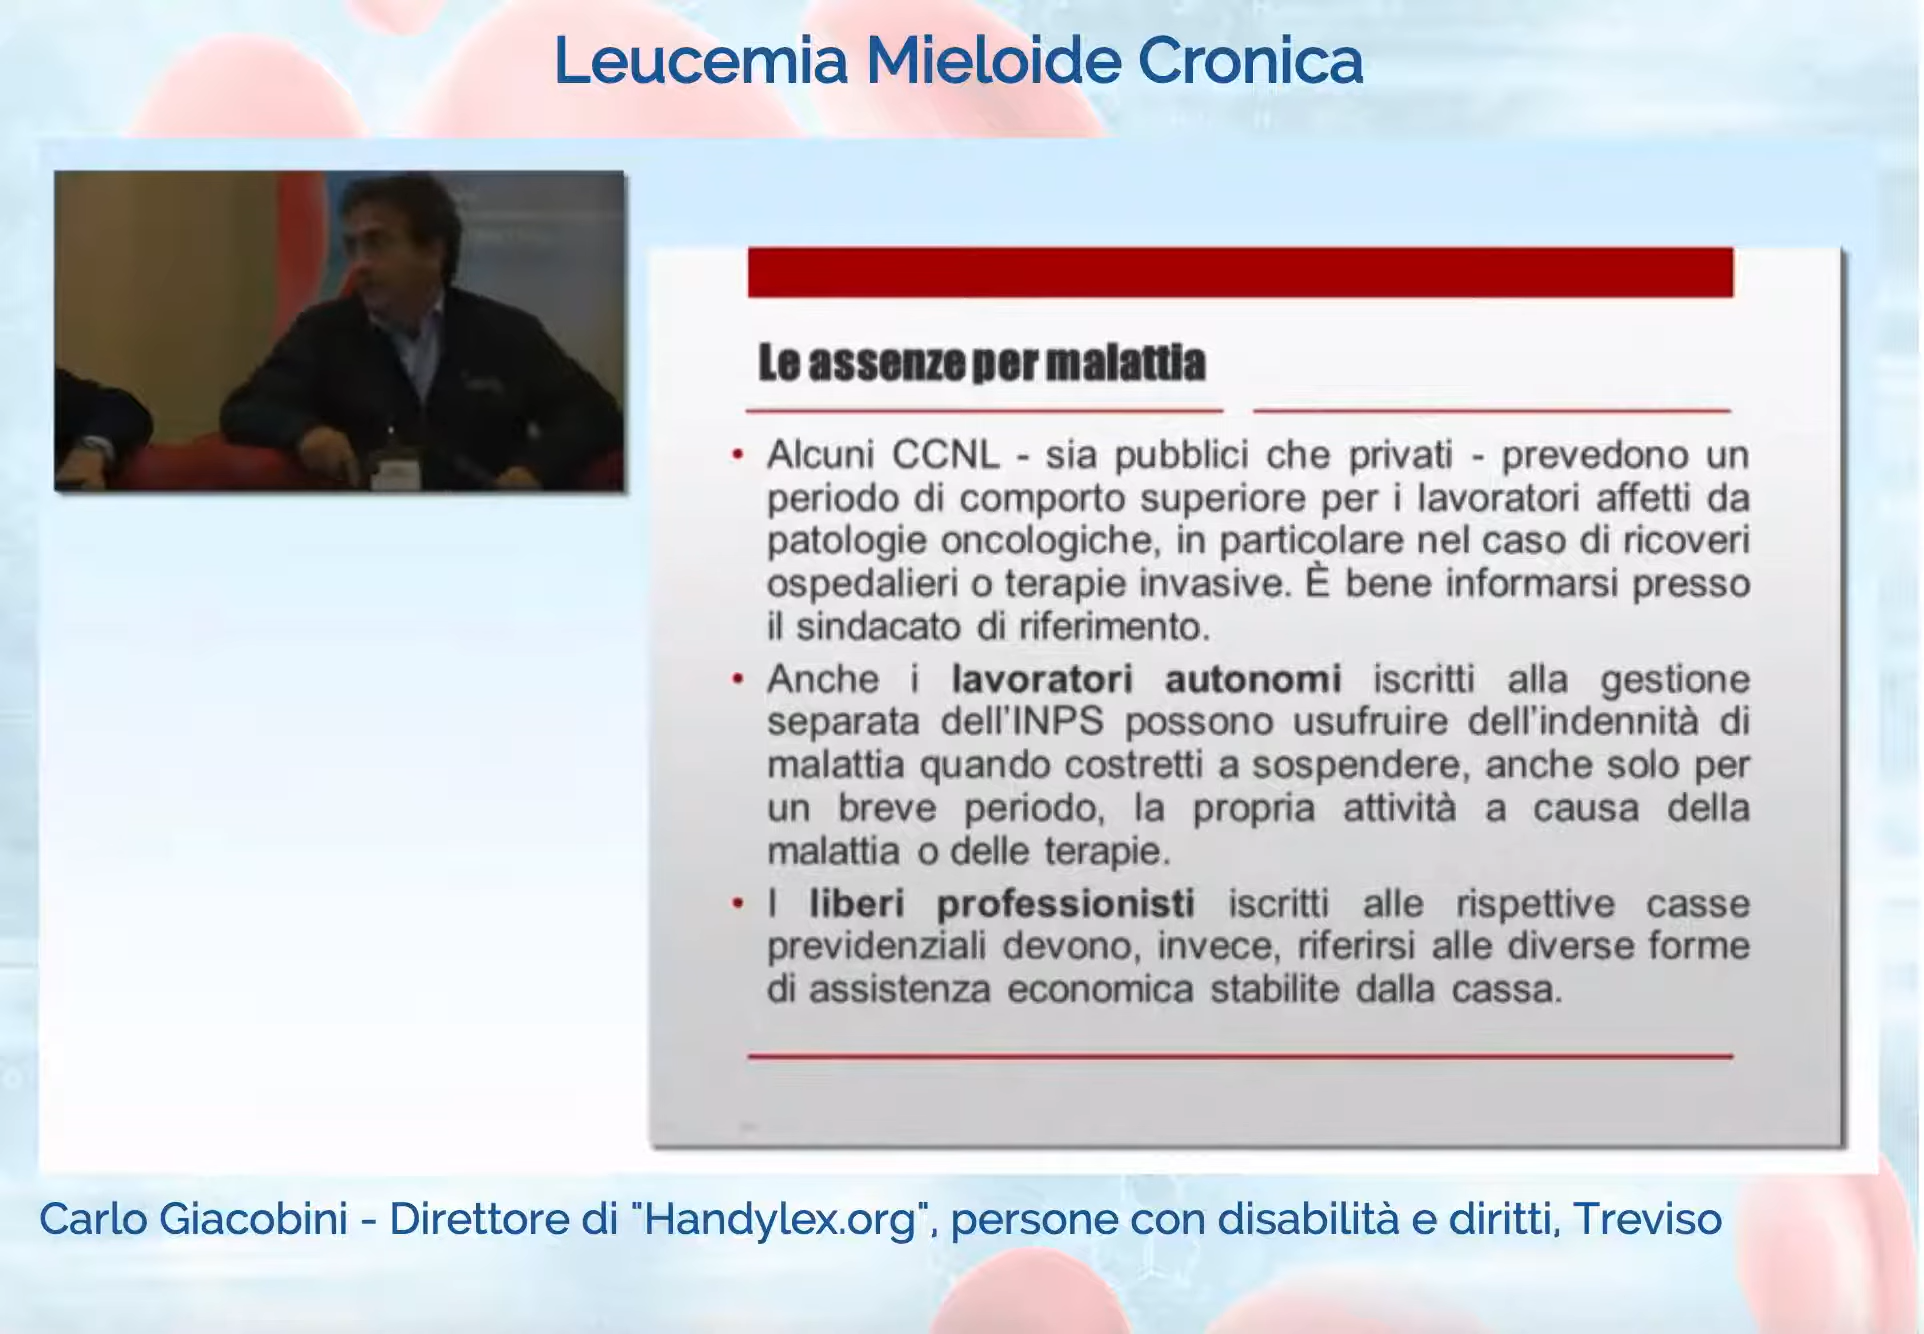 Leucemia Mieloide Cronica
Le assenze per malattia
• Alcuni CCNL - sia pubblici che privati - prevedono un
periodo di comporto superiore per i lavoratori affetti da
patologie oncologiche, in particolare nel caso di ricoveri
ospedalieri o terapie invasive. È bene informarsi presso
il sindacato di riferimento.
• Anche i lavoratori autonomi iscritti alla gestione
separata dell'INPS possono usufruire dell'indennità di
malattia quando costretti a sospendere, anche solo per
un breve periodo, la propria attività a causa della
malattia o delle terapie.
• I liberi professionisti iscritti alle rispettive casse
previdenziali devono, invece, riferirsi alle diverse forme
di assistenza economica stabilite dalla cassa.
Carlo Giacobini - Direttore di "Handylex.org", persone con disabilità e diritti, Treviso